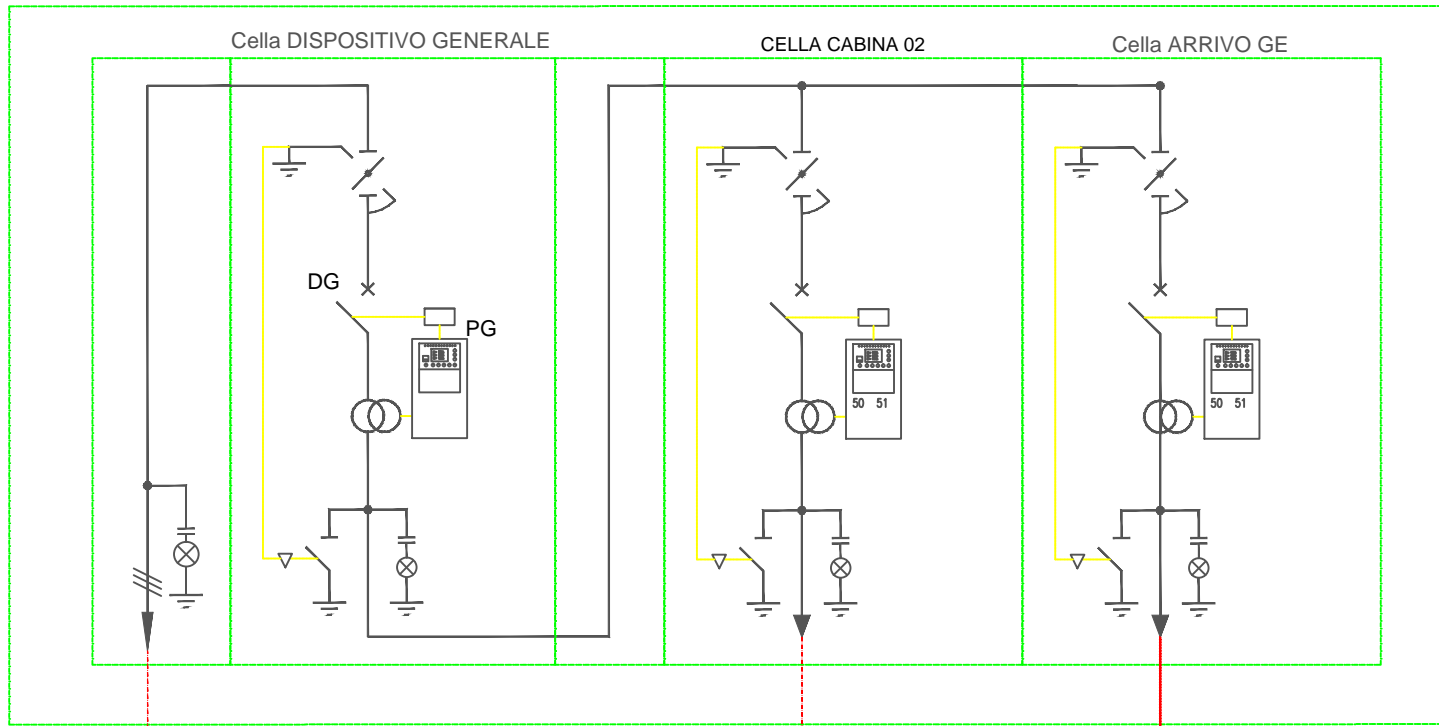 Cella DISPOSITIVO GENERALE
CELLA CABINA 02
Cella ARRIVO GE
DG
PG
50 51
50 51